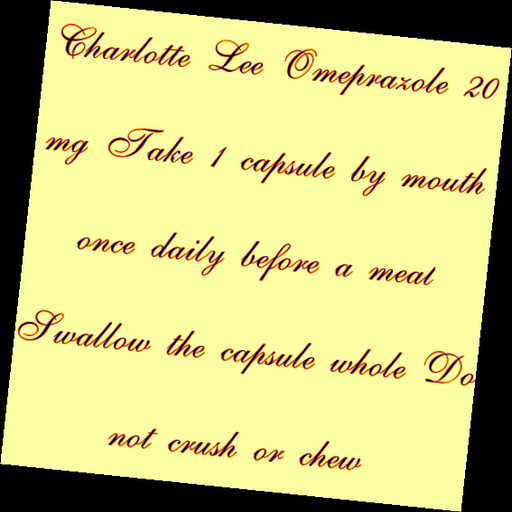 Charlotte Lee Omeprazole 20
mg Take 1 capsule by mouth
once daily before a meal
Swallow the capsule whole Do
not crush or chew